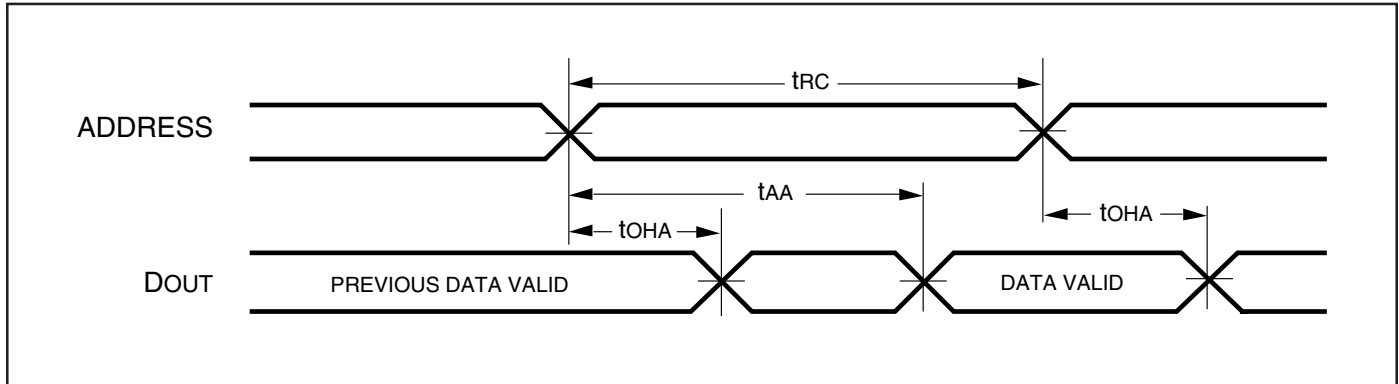 tRC
ADDRESS
tAA
tOHA
tOHA
DOUT
PREVIOUS DATA VALID
DATA VALID